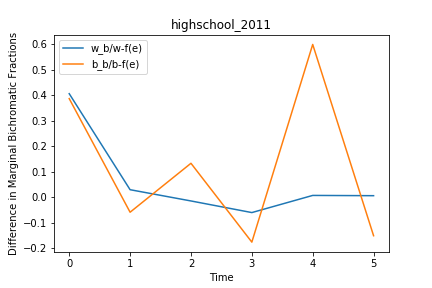 highschool_2011
w_b/w-f(e)
b_b/b-f(e)
Difference in Marginal Bichromatic Fractions
0.6
0.5
0.4
0.3
0.2
0.1
0.0
−0.1
−0.2
0 1 2 3 4 5
Time